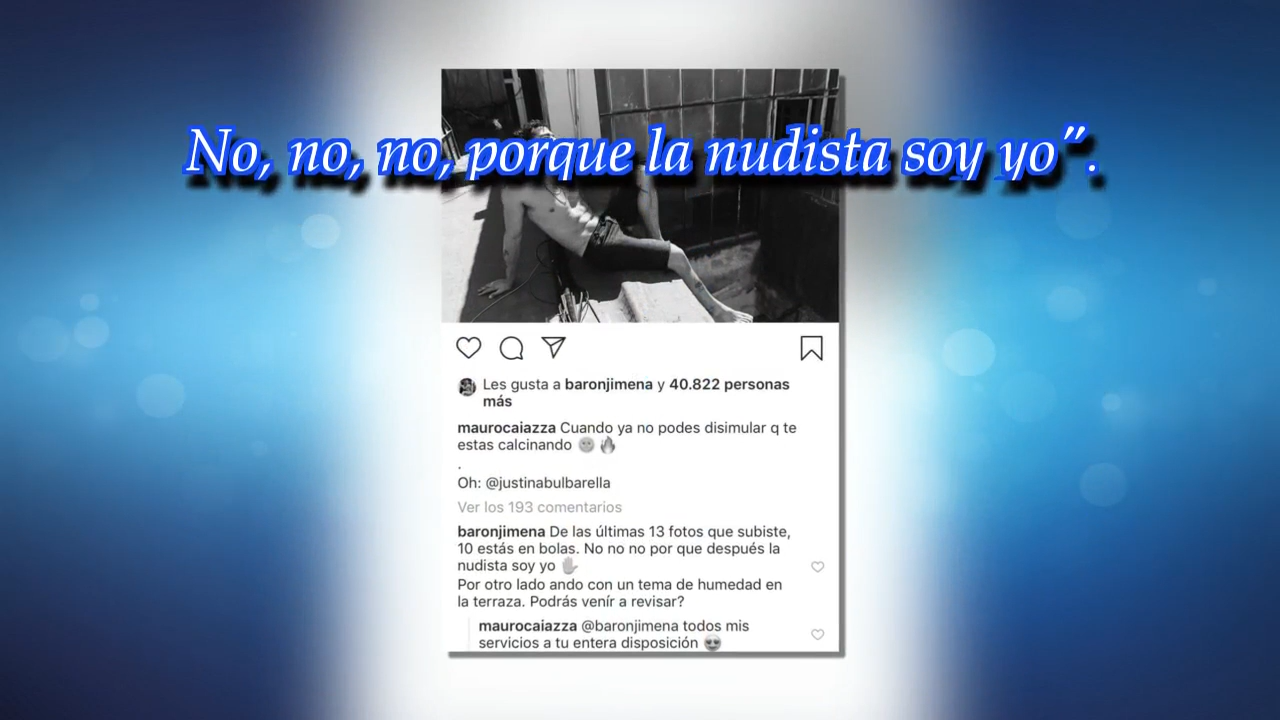 No, no, no, porque la nudista soy yo”.
Les gusta a baronjimena y 40.822 personas
más
maurocaiazza Cuando ya no podes disimular q te
estas calcinando
.
Oh: @justinabulbarella
Ver los 193 comentarios
baronjimena De las últimas 13 fotos que subiste,
10 estás en bolas. No no no por que después la
nudista soy yo
Por otro lado ando con un tema de humedad en
la terraza. Podrás venír a revisar?
maurocaiazza @baronjimena todos mis
servicios a tu entera disposición